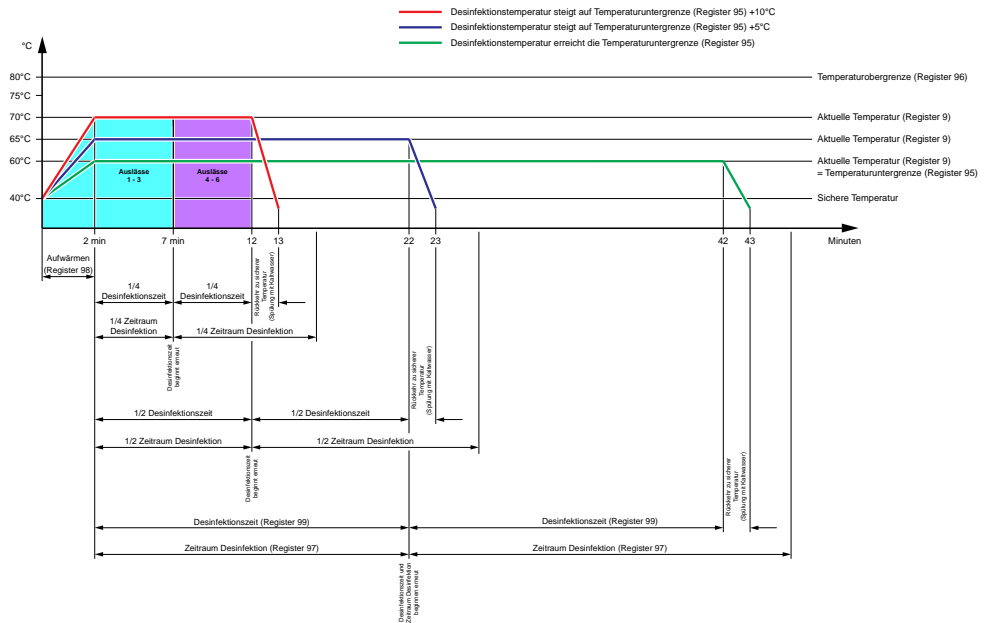 Desinfektionstemperatur steigt auf Temperaturuntergrenze (Register 95) +10°C
Desinfektionstemperatur steigt auf Temperaturuntergrenze (Register 95) +5°C
Desinfektionstemperatur erreicht die Temperaturuntergrenze (Register 95)
°C
80°C
Temperaturobergrenze (Register 96)
75°C
70°C
Aktuelle Temperatur (Register 9)
65°C
Aktuelle Temperatur (Register 9)
60°C
Aktuelle Temperatur (Register 9)
= Temperaturuntergrenze (Register 95)
Auslässe
1 - 3
Auslässe
4 - 6
40°C
Sichere Temperatur
2 min
7 min
12
13
22
23
42
43
Minuten
Aufwärmen
(Register 98)
1/4
Desinfektionszeit
1/4
Desinfektionszeit
Rückkehr zu sicherer
Temperatur
(Spülung mit Kaltwasser)
1/4 Zeitraum
Desinfektion
1/4 Zeitraum Desinfektion
Desinfektionszeit
beginnt erneut
Rückkehr zu sicherer
Temperatur
(Spülung mit Kaltwasser)
1/2 Desinfektionszeit
1/2 Desinfektionszeit
1/2 Zeitraum Desinfektion
1/2 Zeitraum Desinfektion
Desinfektionszeit
beginnt erneut
Rückkehr zu sicherer
Temperatur
(Spülung mit Kaltwasser)
Desinfektionszeit (Register 99)
Desinfektionszeit (Register 99)
Zeitraum Desinfektion (Register 97)
Zeitraum Desinfektion (Register 97)
Desinfektionszeit und
Zeitraum Desinfektion
beginnen erneut